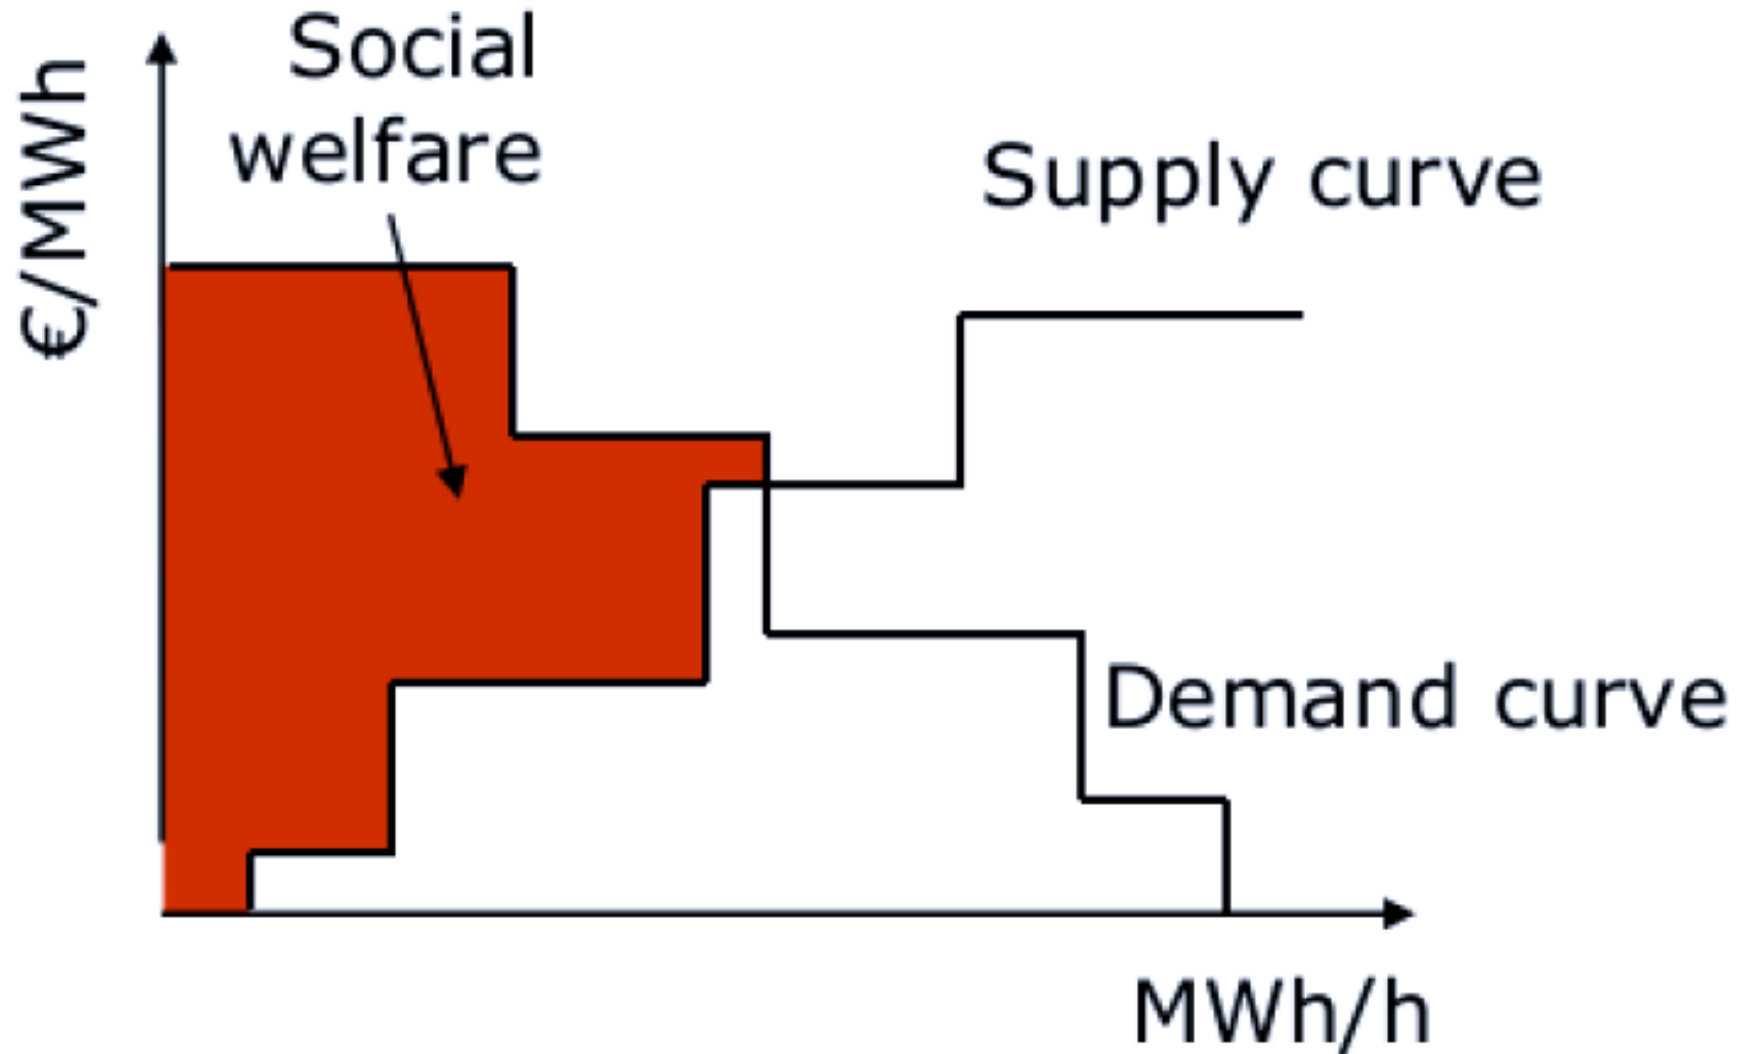 Social
welfare
€/MWh
Supply curve
Demand curve
MWh/h